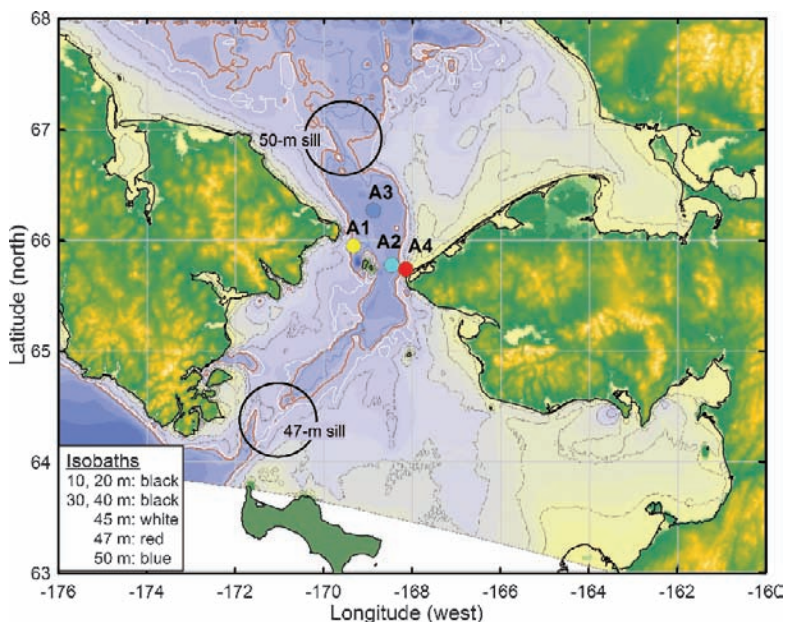 68
67
66
65
64
63
Latitude (north)
50-m sill
A3
A1
A2 A4
47-m sill
Isobaths
10, 20 m: black
30, 40 m: black
45 m: white
47 m: red
50 m: blue
-176 -174 -172 -170 -168 -166 -164 -162 -160
Longitude (west)